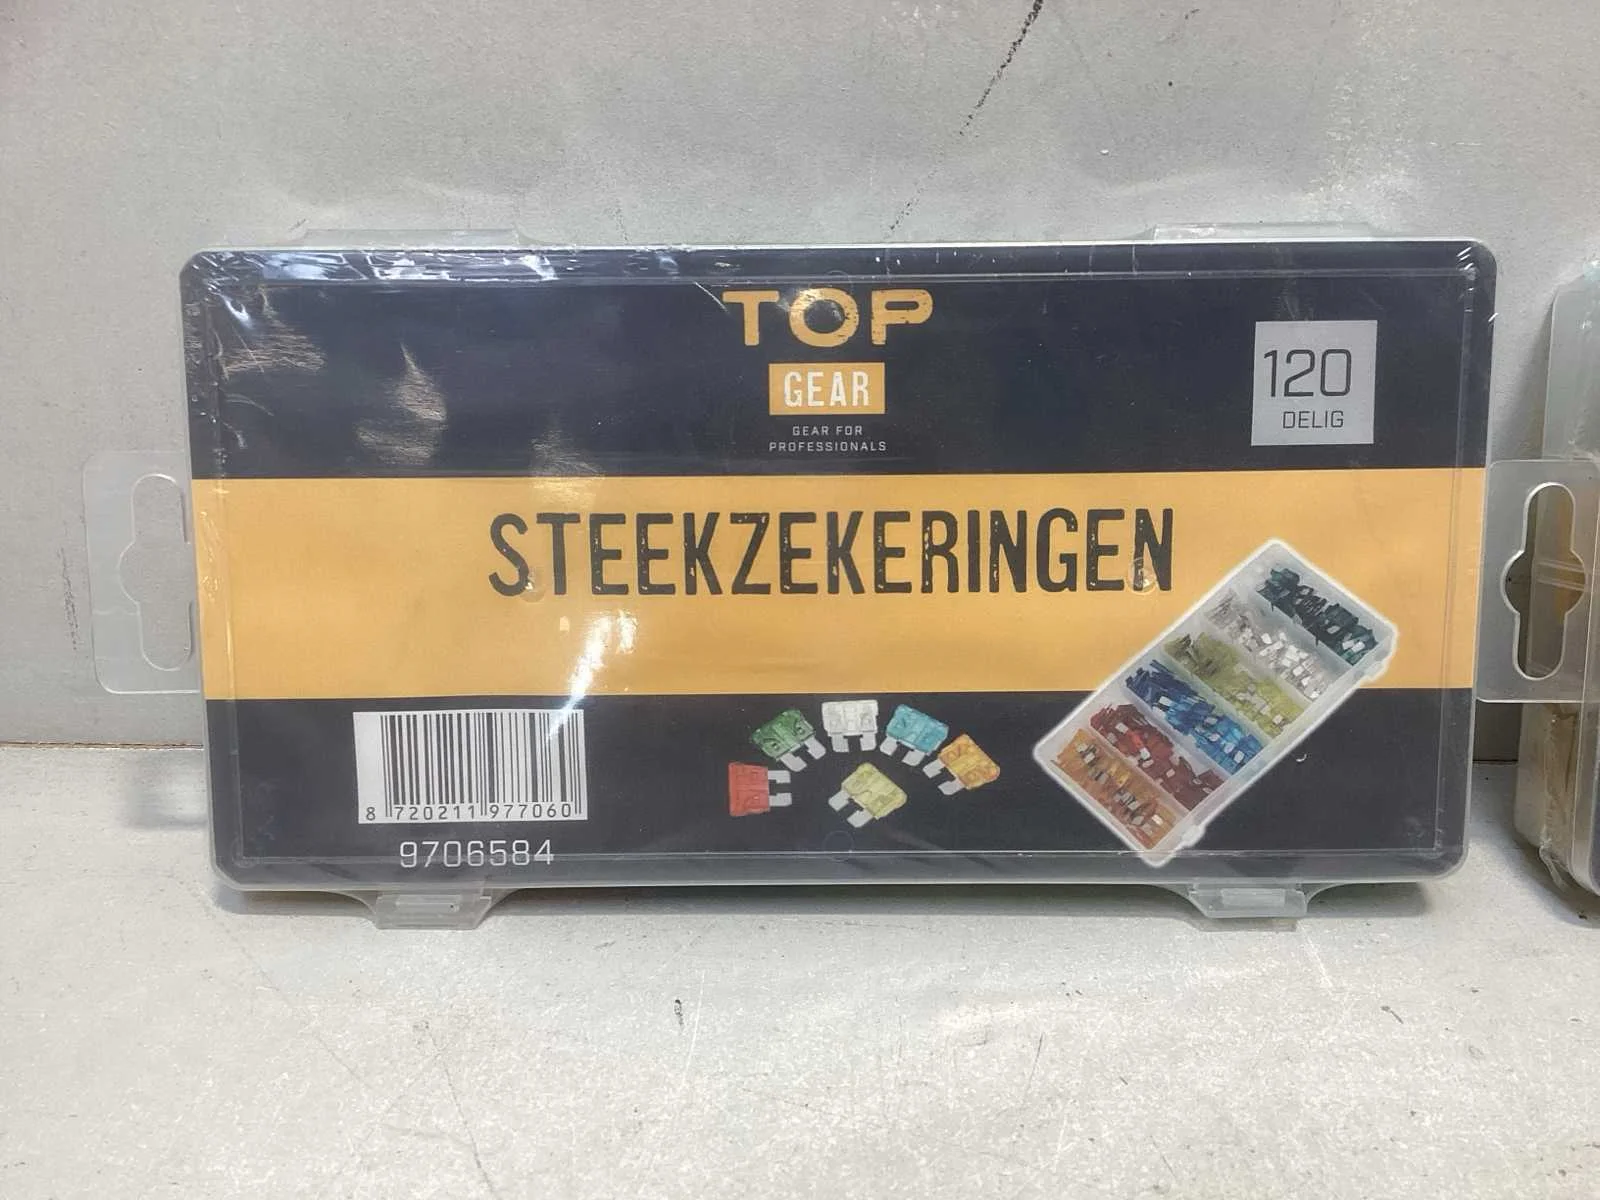 TOP
GEAR
GEAR FOR
PROFESSIONALS
120
DELIG
STEEKZEKERINGEN
8 720211 977060
9706584